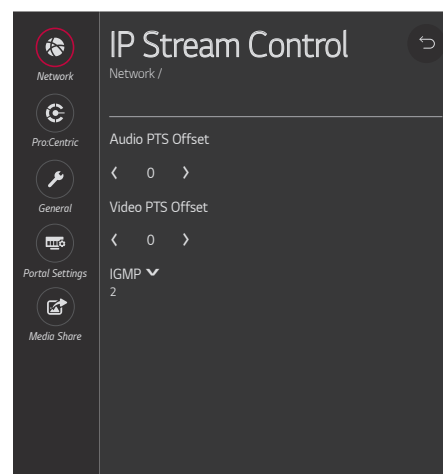 IP Stream Control
Network /
Network
Pro:Centric
General
Portal Settings
Media Share
Audio PTS Offset
0
Video PTS Offset
0
IGMP
2